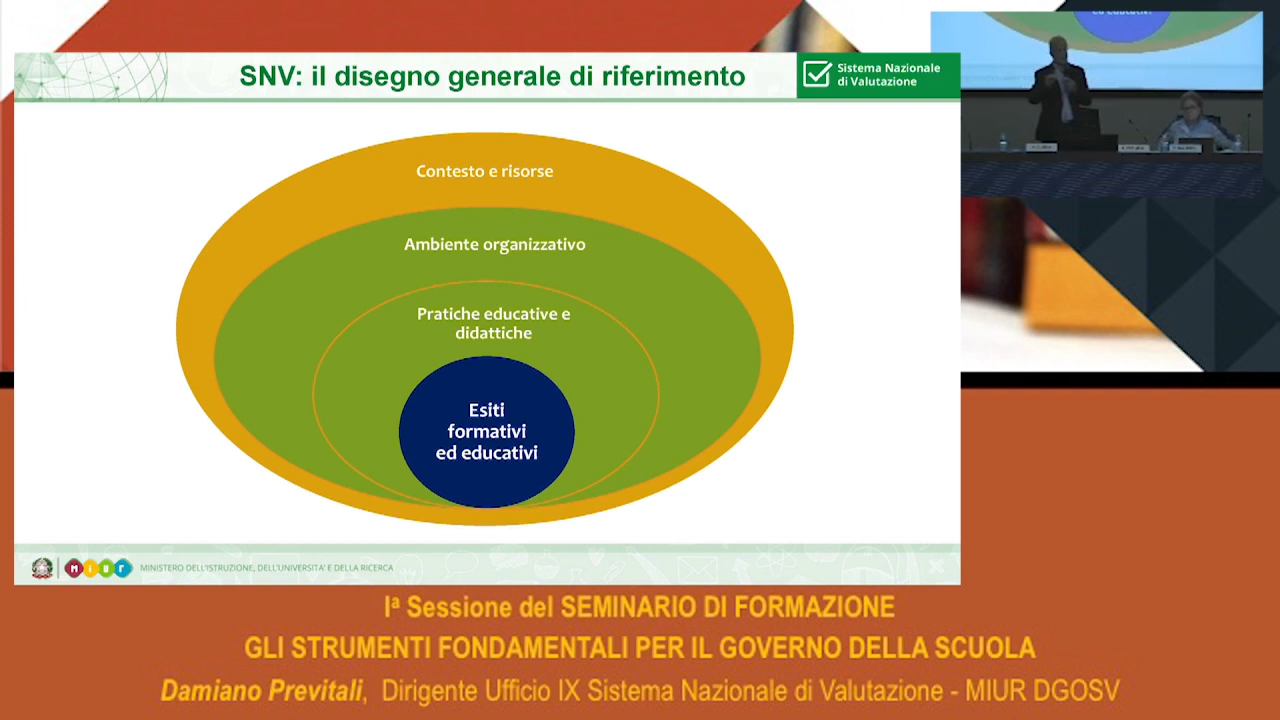 SNV: il disegno generale di riferimento
Sistema Nazionale
di Valutazione
Contesto e risorse
Ambiente organizzativo
Pratiche educative e
didattiche
Esiti
formativi
ed educativi
MIUR
MINISTERO DELL'ISTRUZIONE, DELL'UNIVERSITA' E DELLA RICERCA
Iª Sessione del SEMINARIO DI FORMAZIONE
GLI STRUMENTI FONDAMENTALI PER IL GOVERNO DELLA SCUOLA
Damiano Previtali, Dirigente Ufficio IX Sistema Nazionale di Valutazione - MIUR DGOSV